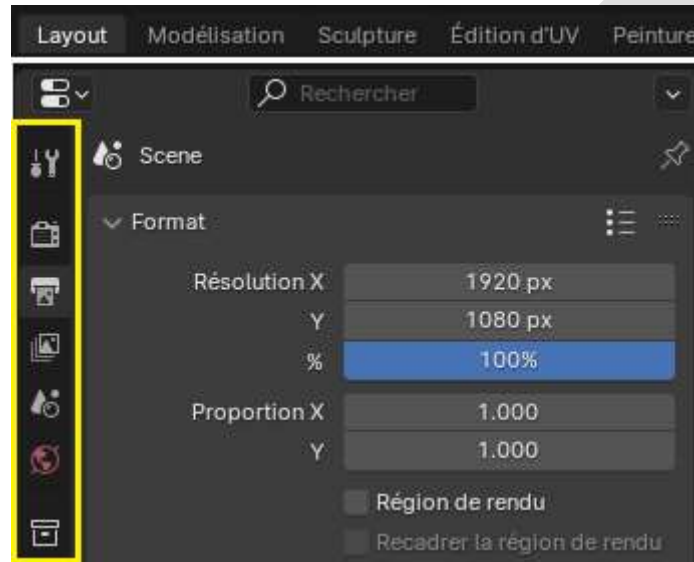 Layout Modélisation Sculpture Édition d'UV Peinture
Rechercher
Scene
Format
Résolution X 1920 px
Y 1080 px
% 100%
Proportion X 1.000
Y 1.000
Région de rendu
Recadrer la région de rendu